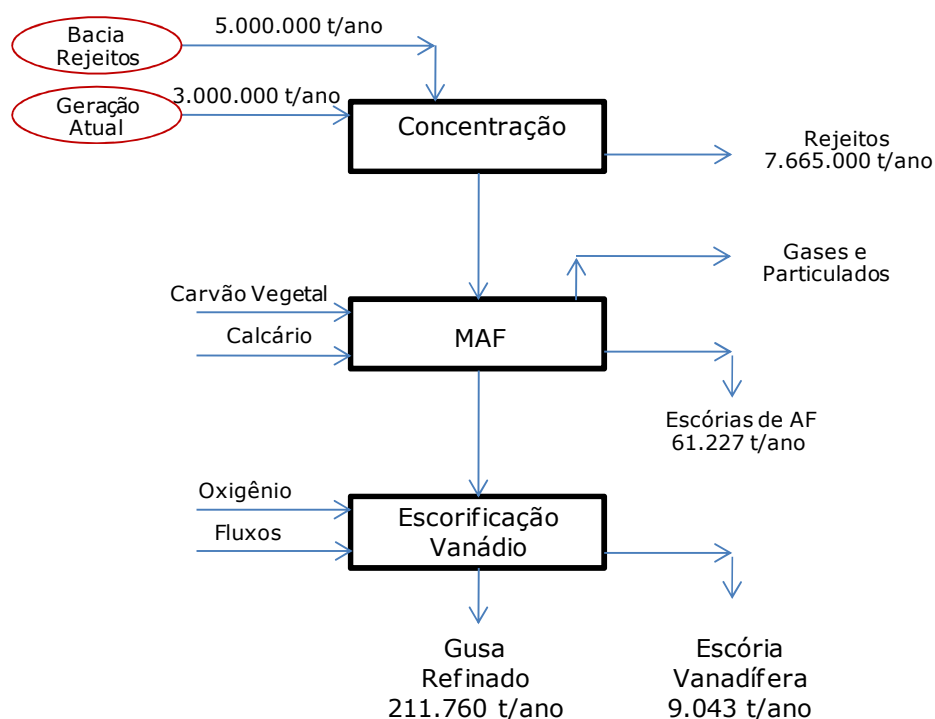 Bacia
Rejeitos
5.000.000 t/ano
Geração
Atual
3.000.000 t/ano
Concentração
Rejeitos
7.665.000 t/ano
Gases e
Particulados
Carvão Vegetal
Calcário
MAF
Escórias de AF
61.227 t/ano
Oxigênio
Fluxos
Escorificação
Vanádio
Gusa
Refinado
211.760 t/ano
Escória
Vanadífera
9.043 t/ano